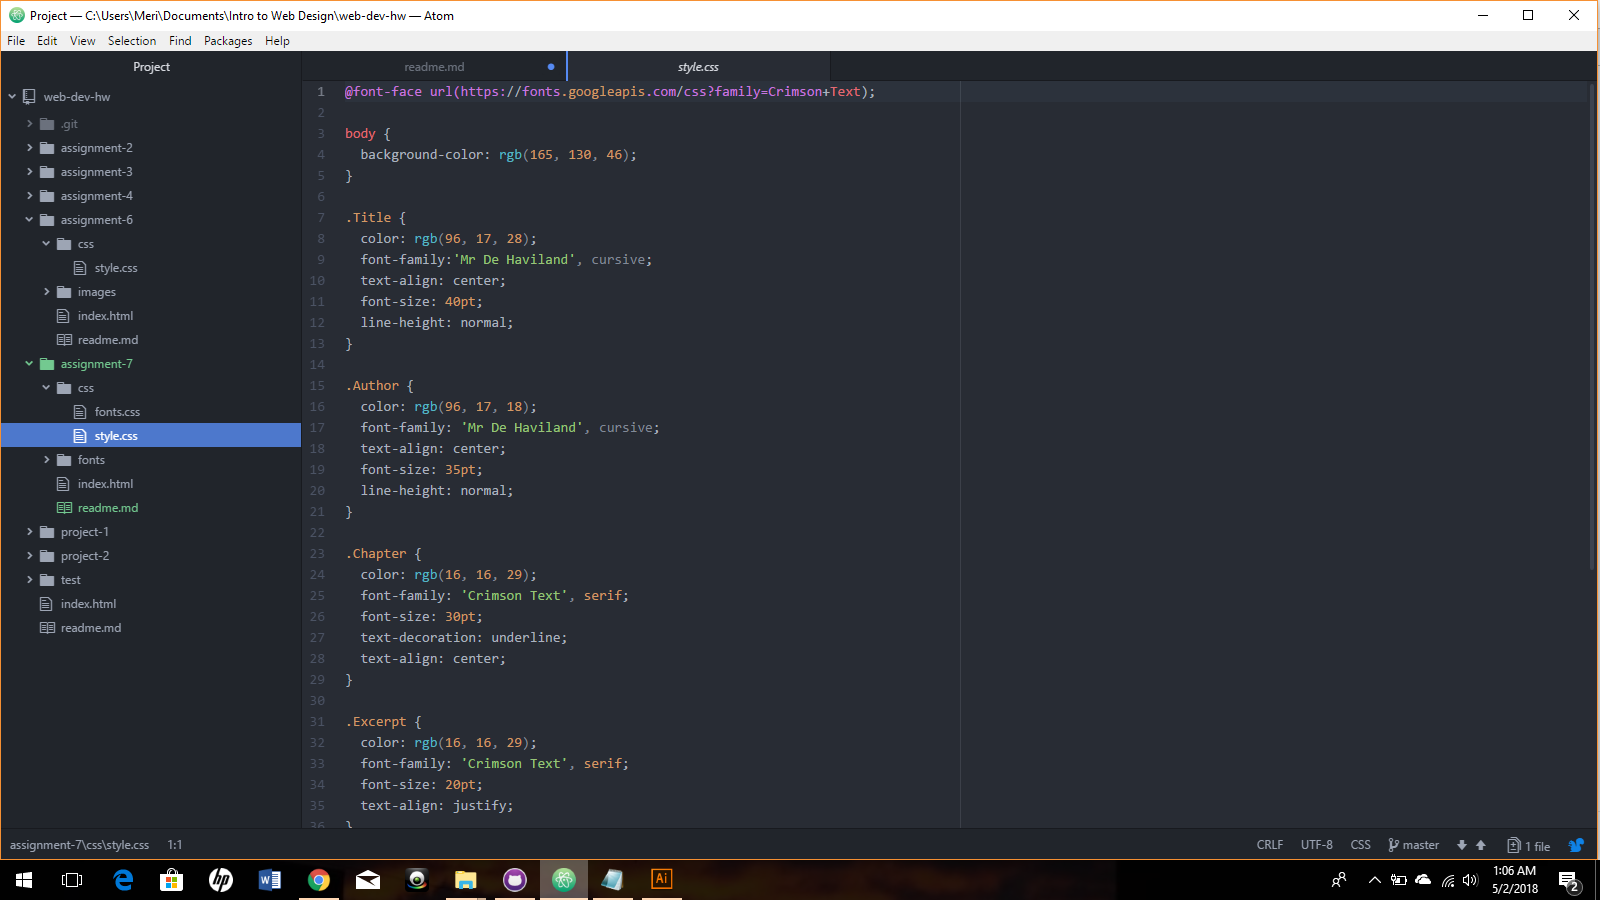 Project — C:\Users\Meri\Documents\Intro to Web Design\web-dev-hw — Atom
File Edit View Selection Find Packages Help
Project
readme.md
style.css
web-dev-hw
.git
assignment-2
assignment-3
assignment-4
assignment-6
css
style.css
images
index.html
readme.md
assignment-7
css
fonts.css
style.css
fonts
index.html
readme.md
project-1
project-2
test
index.html
readme.md
1 @font-face url(https://fonts.googleapis.com/css?family=Crimson+Text);
2
3 body {
4 background-color: rgb(165, 130, 46);
5 }
6
7 .Title {
8 color: rgb(96, 17, 28);
9 font-family:'Mr De Haviland', cursive;
10 text-align: center;
11 font-size: 40pt;
12 line-height: normal;
13 }
14
15 .Author {
16 color: rgb(96, 17, 18);
17 font-family: 'Mr De Haviland', cursive;
18 text-align: center;
19 font-size: 35pt;
20 line-height: normal;
21 }
22
23 .Chapter {
24 color: rgb(16, 16, 29);
25 font-family: 'Crimson Text', serif;
26 font-size: 30pt;
27 text-decoration: underline;
28 text-align: center;
29 }
30
31 .Excerpt {
32 color: rgb(16, 16, 29);
33 font-family: 'Crimson Text', serif;
34 font-size: 20pt;
35 text-align: justify;
36 }
assignment-7\css\style.css 1:1
CRLF UTF-8 CSS master 1 file
hp
W
Ai
1:06 AM
5/2/2018
2